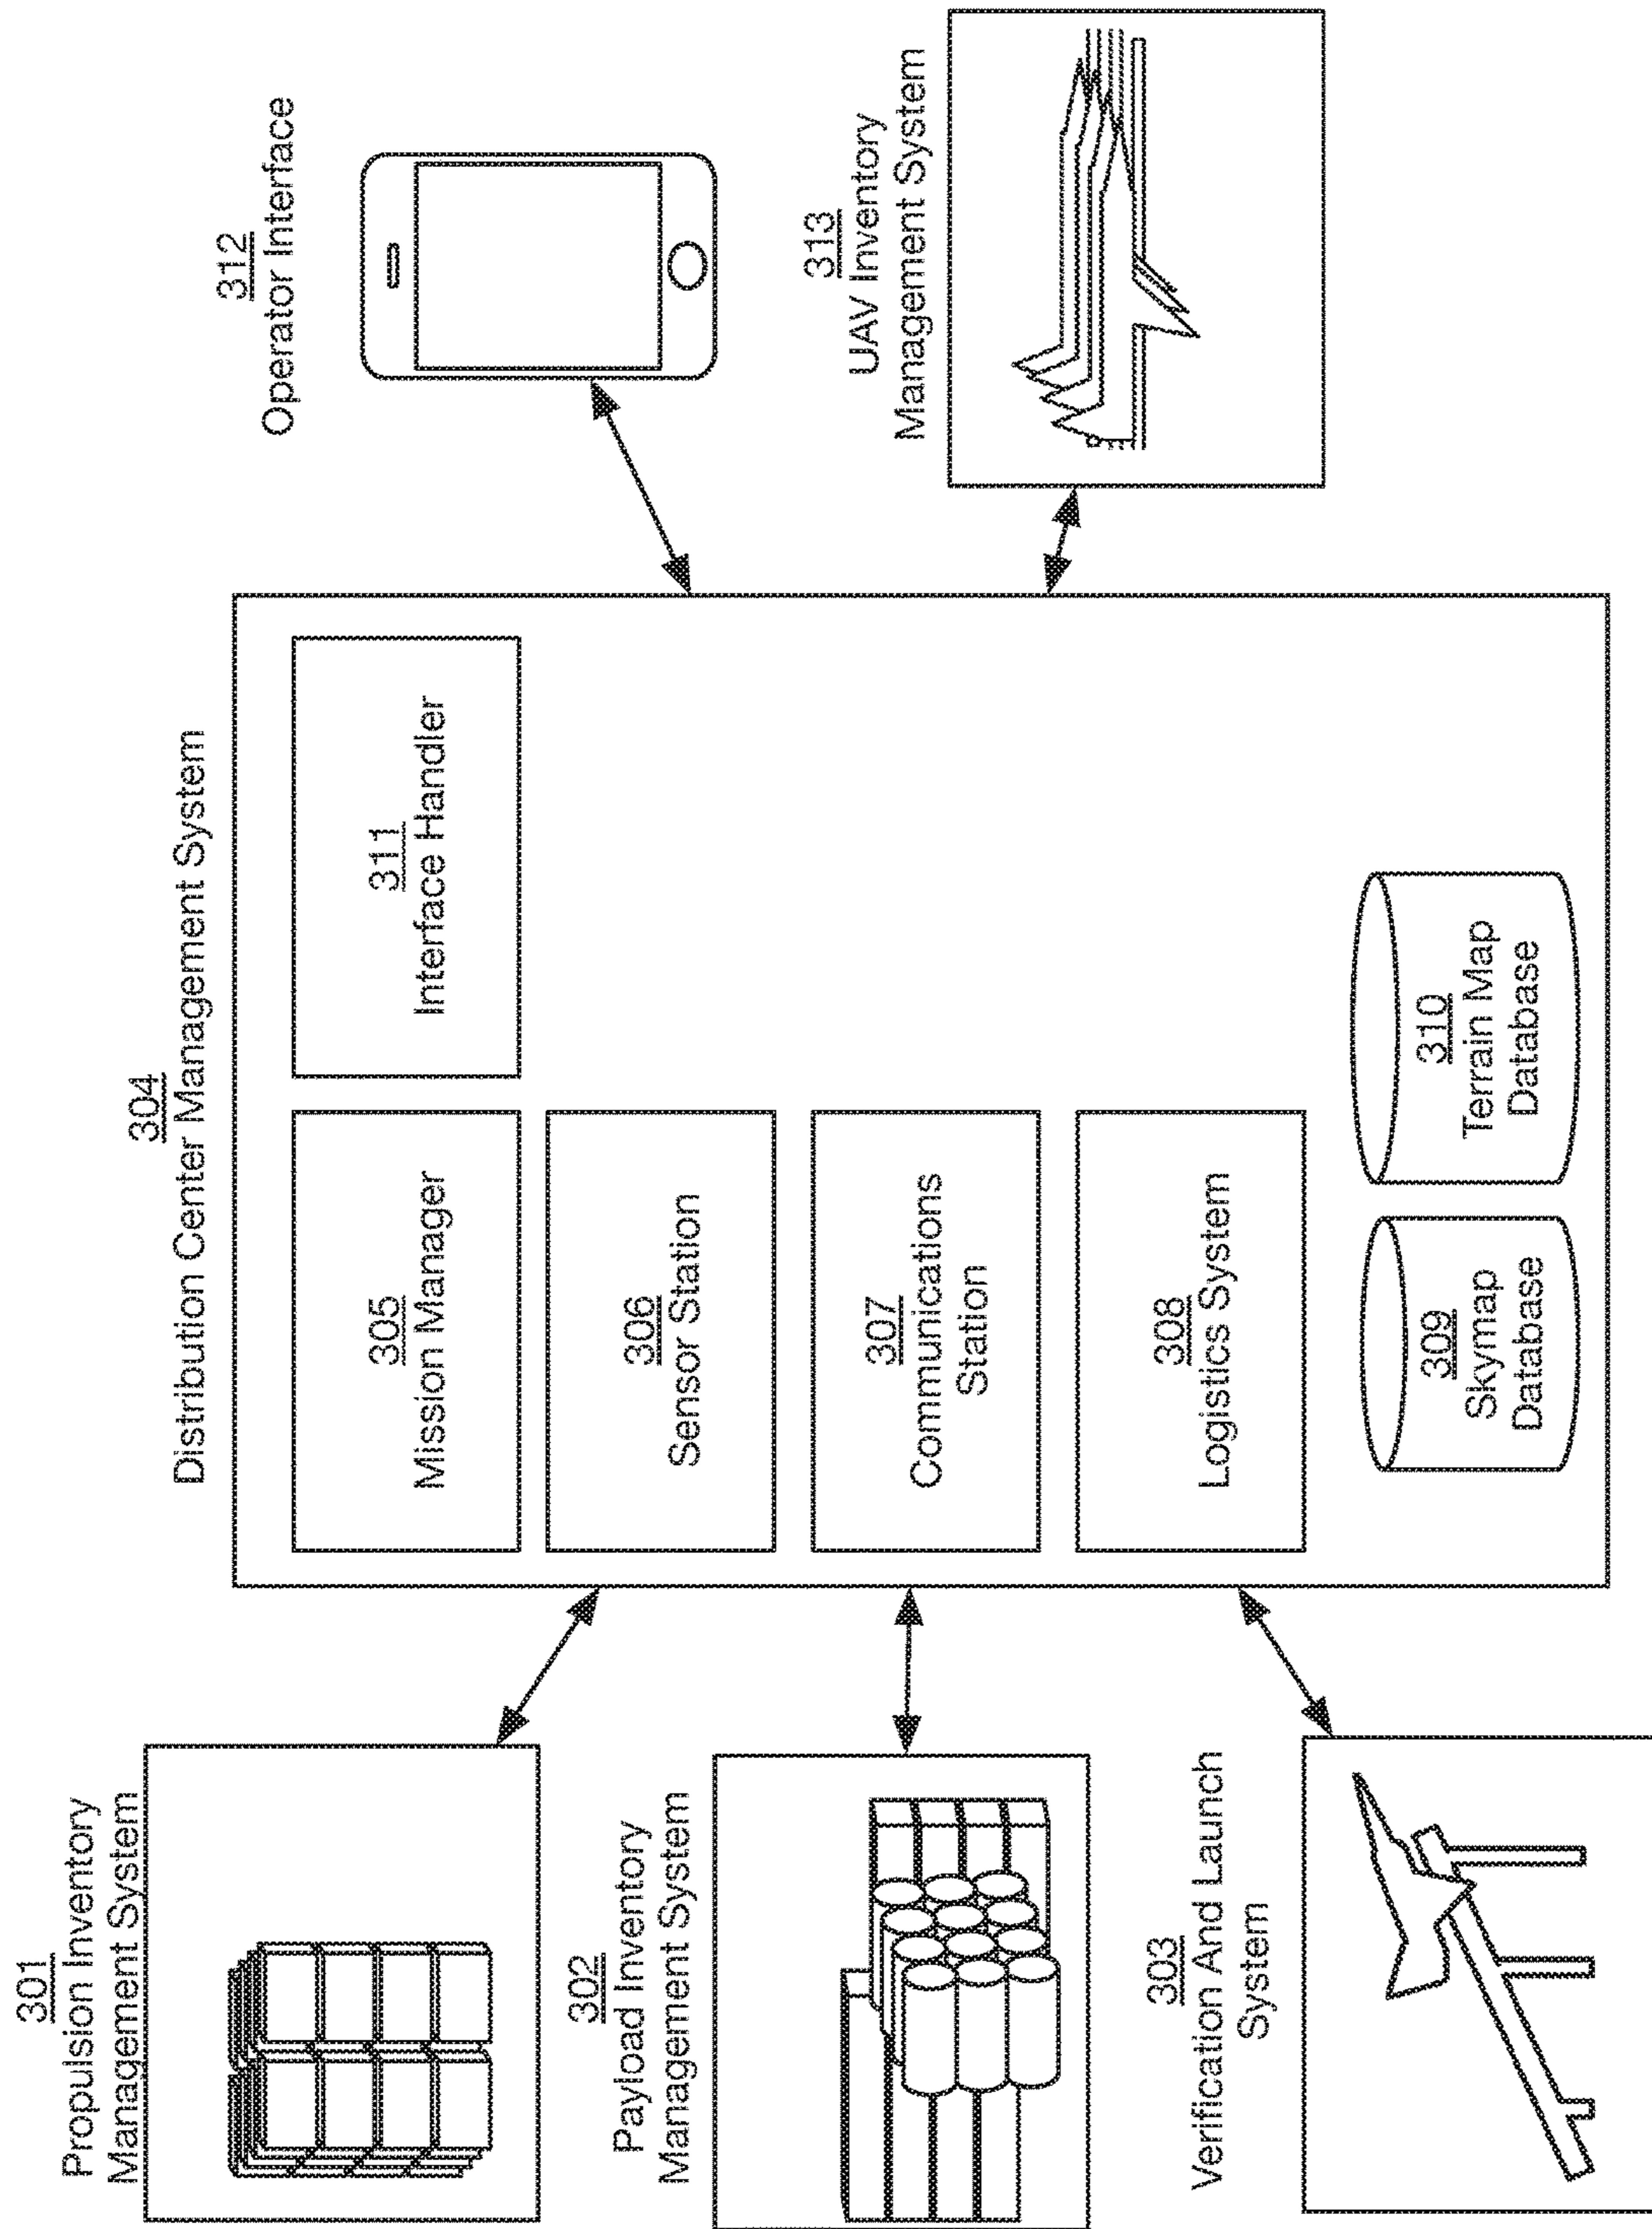 301
Propulsion Inventory
Management System
302
Payload Inventory
Management System
303
Verification And Launch
System
304
Distribution Center Management System
305
Mission Manager
306
Sensor Station
307
Communications
Station
308
Logistics System
309
Skymap
Database
310
Terrain Map
Database
311
Interface Handler
312
Operator Interface
313
UAV Inventory
Management System